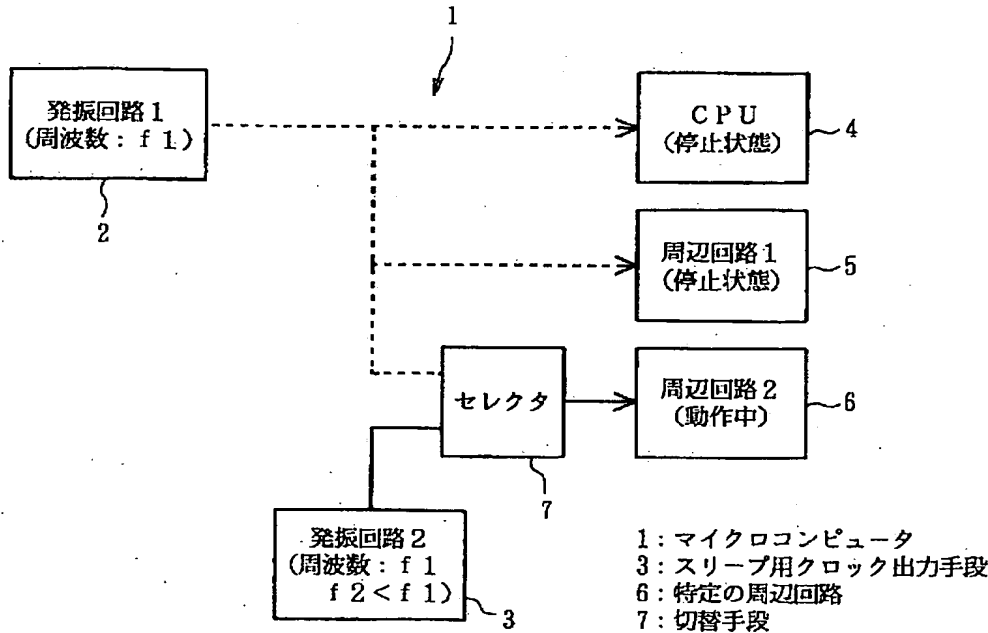 1
発振回路1
(周波数:f1)
2
CPU
(停止状態)
4
周辺回路1
(停止状態)
5
セレクタ
7
周辺回路2
(動作中)
6
発振回路2
(周波数:f1
f2<f1)
3
1:マイクロコンピュータ
3:スリープ用クロック出力手段
6:特定の周辺回路
7:切替手段